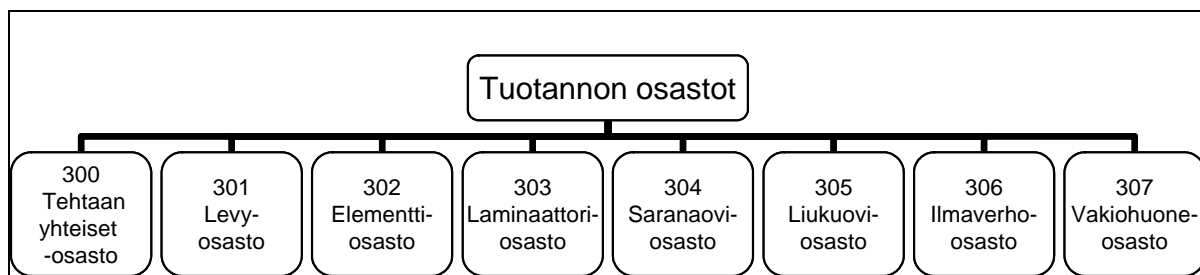 Tuotannon osastot
300
Tehtaan
yhteiset
-osasto
301
Levy-
osasto
302
Elementti-
osasto
303
Laminaattori-
osasto
304
Saranaovi-
osasto
305
Liukuovi-
osasto
306
Ilmaverho-
osasto
307
Vakiohuone-
osasto